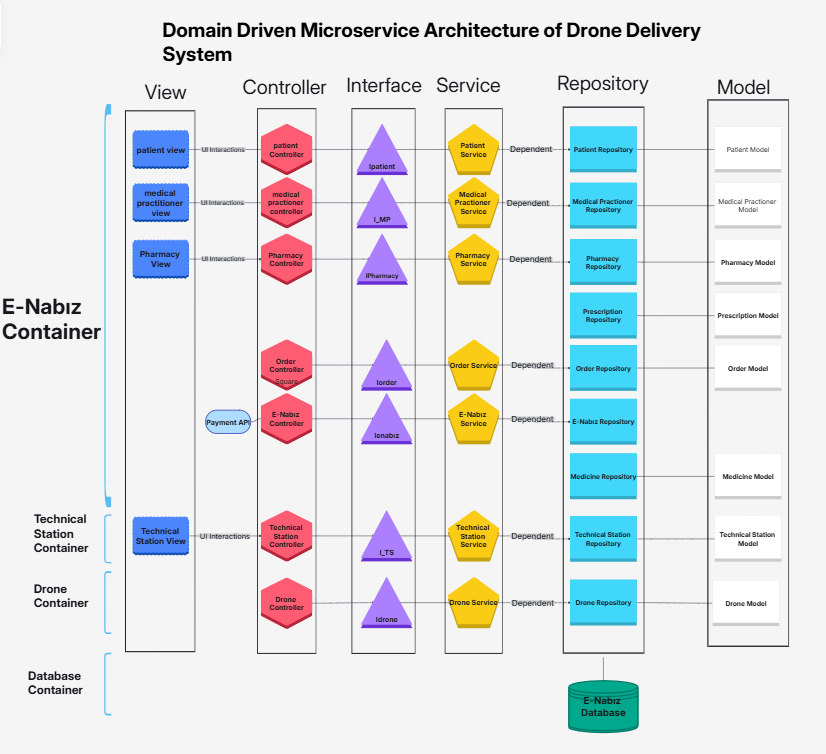 Domain Driven Microservice Architecture of Drone Delivery
System
View
Controller
Interface
Service
Repository
Model
patient view
UI Interactions
patient
Controller
Ipatient
Patient
Service
Dependent
Patient Repository
Patient Model
medical
practitioner
view
UI Interactions
medical
practioner
controller
I_MP
Medical
Practioner
Service
Dependent
Medical Practioner
Repository
Medical Practioner
Model
Pharmacy
View
UI Interactions
Pharmacy
Controller
IPharmacy
Pharmacy
Service
Dependent
Pharmacy
Repository
Pharmacy Model
E-Nabız
Container
Prescription
Repository
Prescription Model
Order
Controller
Square
Iorder
Order Service
Dependent
Order Repository
Order Model
Payment API
E-Nabız
Controller
Ienabız
E-Nabız
Service
Dependent
E-Nabız Repository
Medicine Repository
Medicine Model
Technical
Station
Container
Technical
Station View
UI Interactions
Technical
Station
Controller
I_TS
Technical
Station
Service
Dependent
Technical Station
Repository
Technical Station
Model
Drone
Container
Drone
Controller
Idrone
Drone Service
Dependent
Drone Repository
Drone Model
Database
Container
E-Nabız
Database